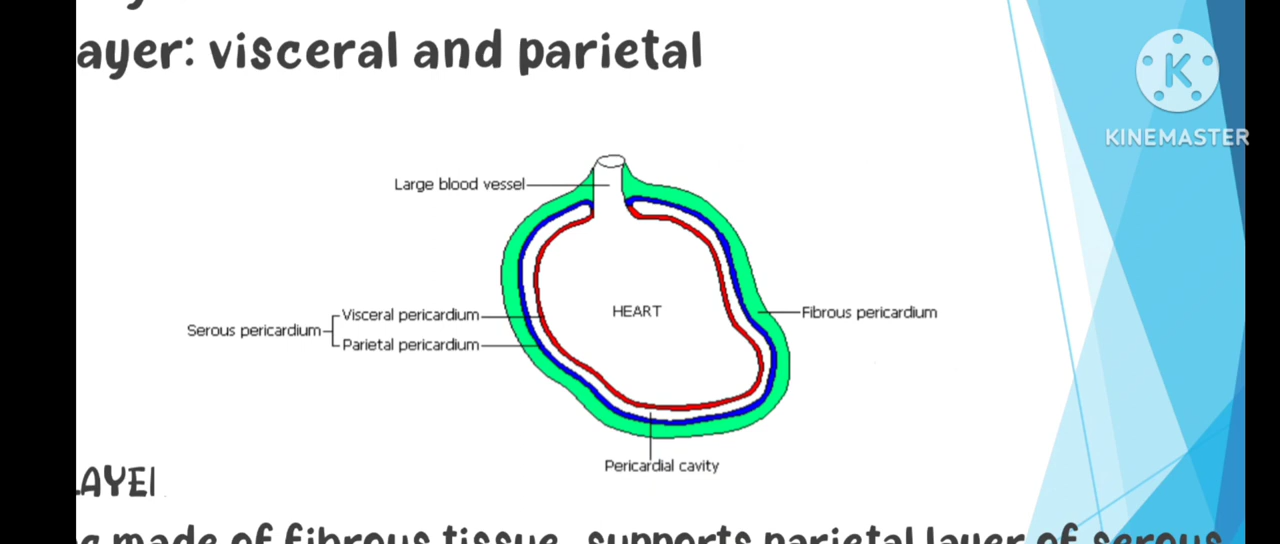 ayer: visceral and parietal
KINEMASTER
Large blood vessel
HEART
Visceral pericardium
Serous pericardium
Parietal pericardium
Fibrous pericardium
Pericardial cavity
made of fibrous tissue, supports parietal layer of serous